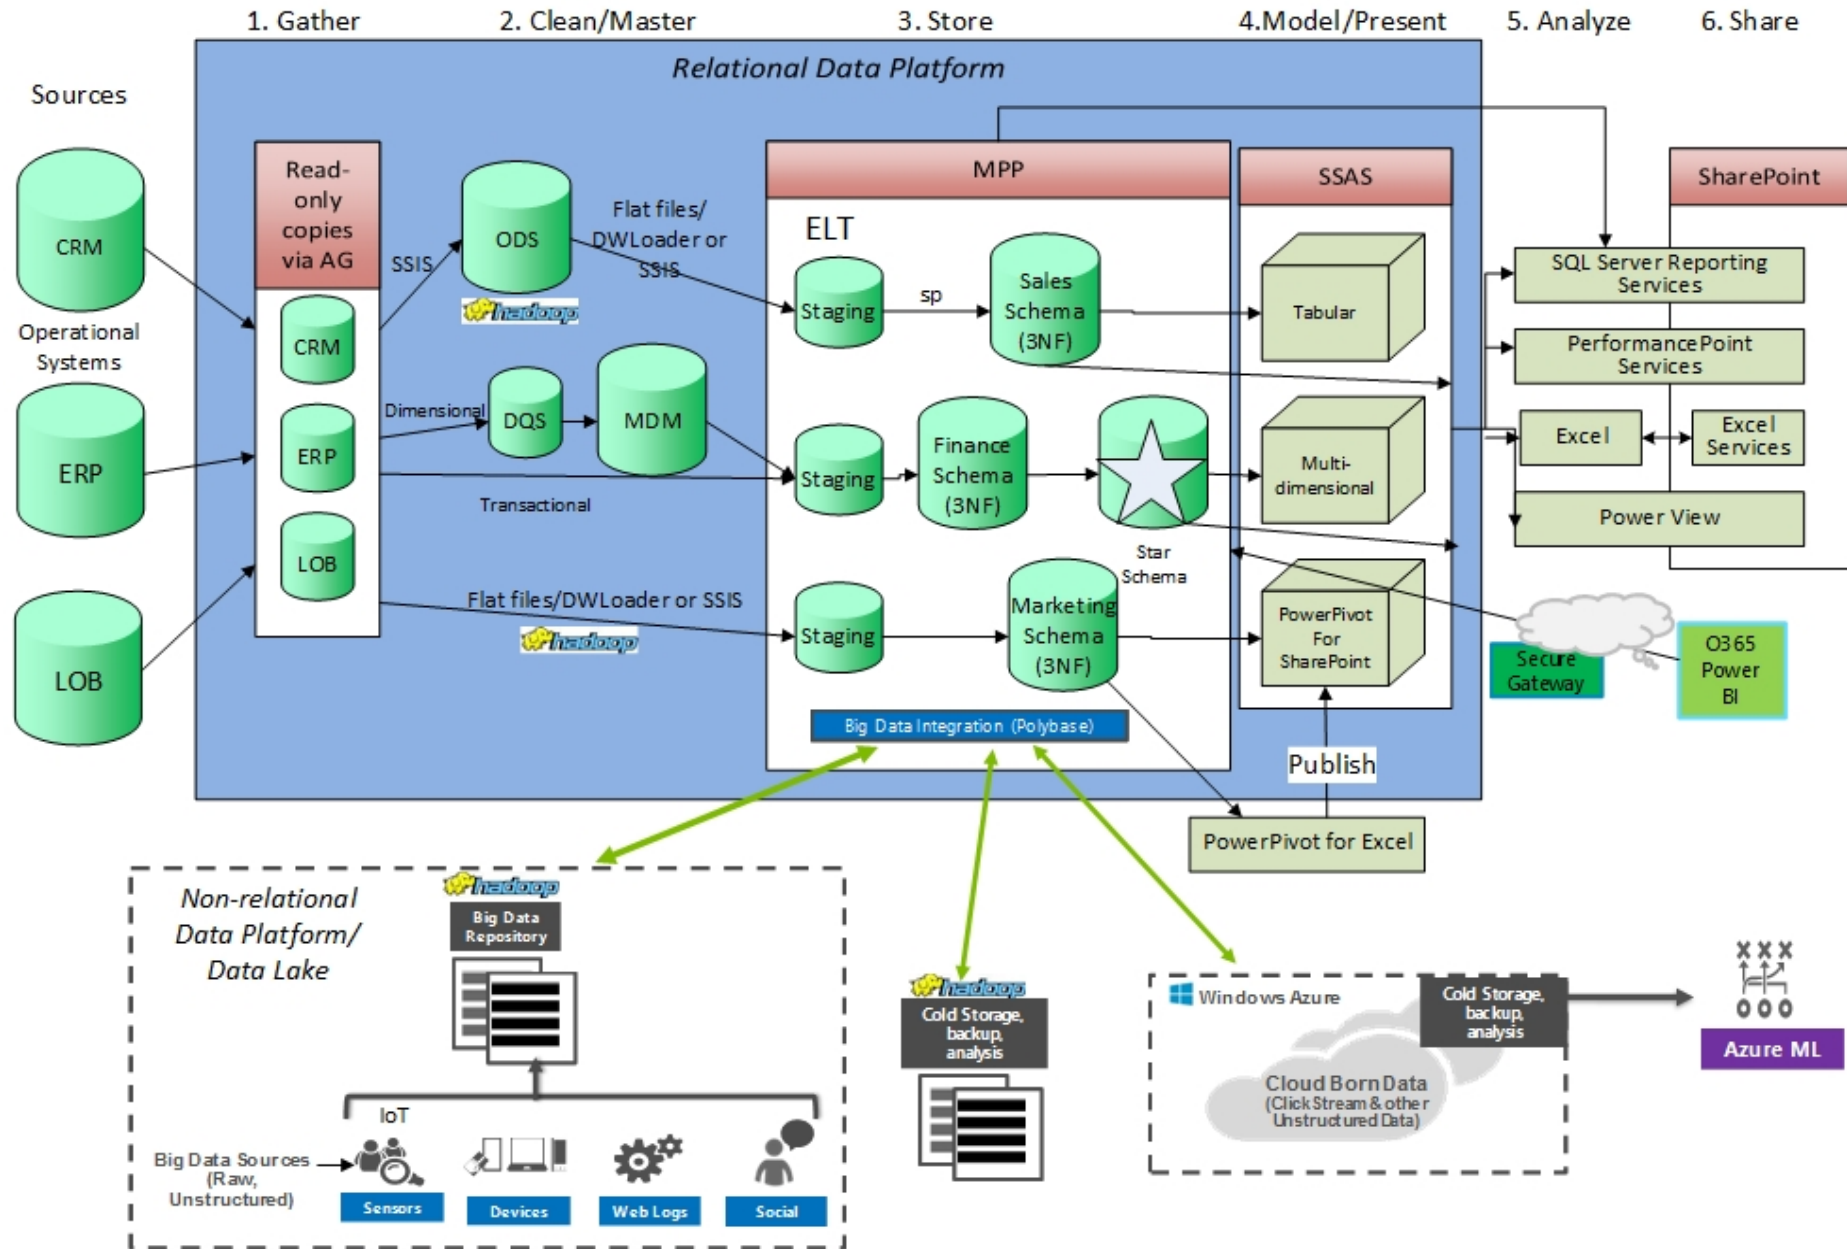 1. Gather
2. Clean/Master
3. Store
4.Model/Present
5. Analyze
6. Share
Relational Data Platform
Sources
CRM
Operational
Systems
ERP
LOB
Read-
only
copies
via AG
CRM
ERP
LOB
SSIS
ODS
hadoop
Flat files/
DWLoader or
SSIS
Dimensional
DQS
MDM
Transactional
Flat files/DWLoader or SSIS
hadoop
MPP
ELT
Staging
sp
Sales
Schema
(3NF)
Staging
Finance
Schema
(3NF)
Star
Schema
Staging
Marketing
Schema
(3NF)
Big Data Integration (Polybase)
SSAS
Tabular
Multi-
dimensional
PowerPivot
For
SharePoint
Publish
PowerPivot for Excel
SharePoint
SQL Server Reporting
Services
PerformancePoint
Services
Excel
Excel
Services
Power View
Secure
Gateway
O365
Power
BI
Non-relational
Data Platform/
Data Lake
hadoop
Big Data
Repository
IoT
Big Data Sources
(Raw,
Unstructured)
Sensors
Devices
Web Logs
Social
hadoop
Cold Storage,
backup,
analysis
Windows Azure
Cold Storage,
backup,
analysis
Cloud Born Data
(Click Stream & other
Unstructured Data)
Azure ML